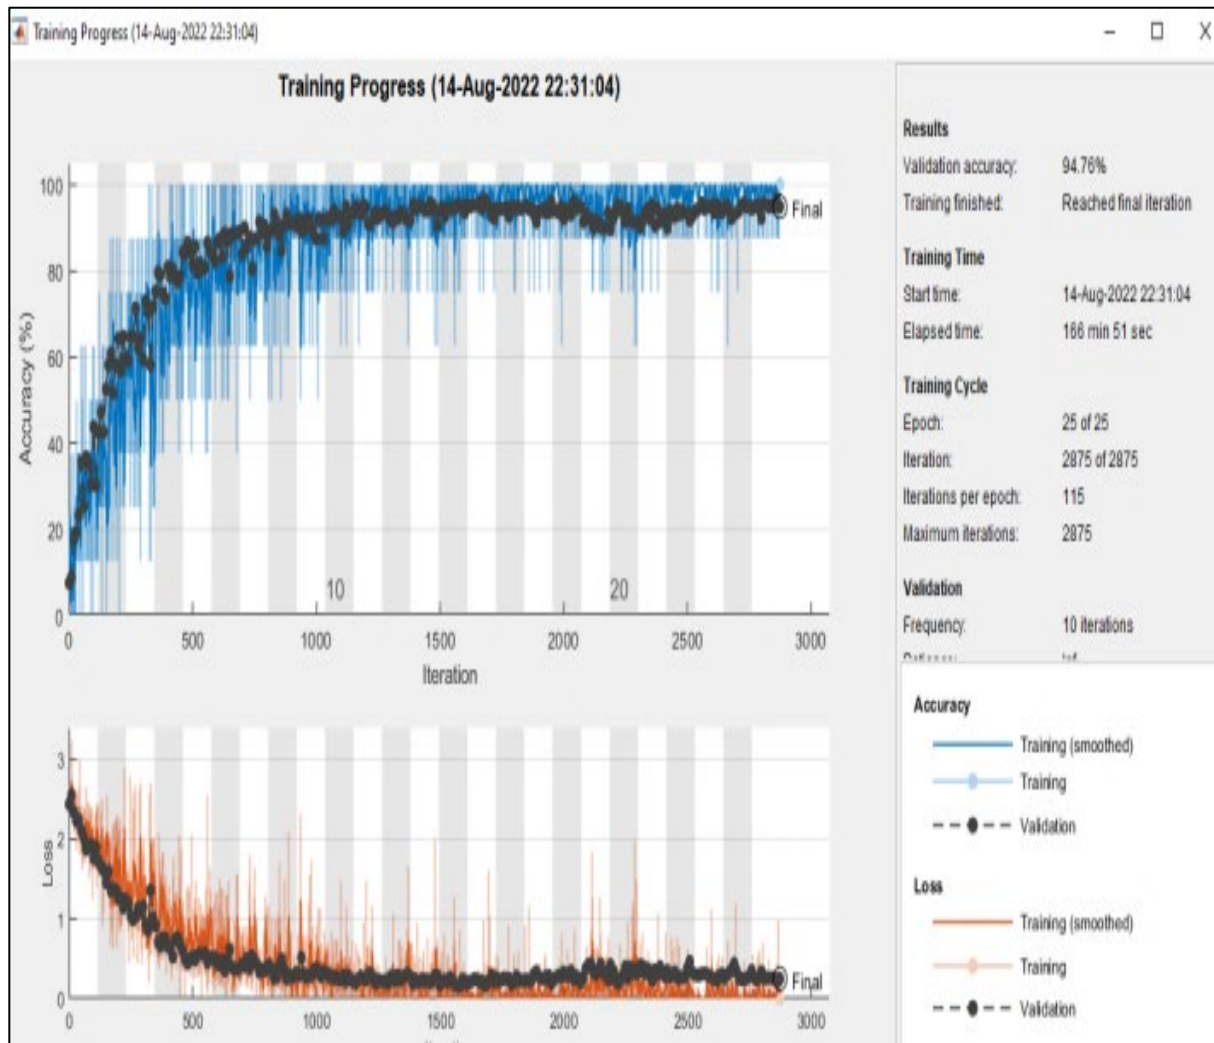 Training Progress (14-Aug-2022 22:31:04)
Training Progress (14-Aug-2022 22:31:04)
100
80
60
40
20
0
Accuracy (%)
Final
10
20
0 500 1000 1500 2000 2500 3000
Iteration
3
2
1
0
Loss
Final
0 500 1000 1500 2000 2500 3000
Results
Validation accuracy: 94.76%
Training finished: Reached final iteration
Training Time
Start time: 14-Aug-2022 22:31:04
Elapsed time: 166 min 51 sec
Training Cycle
Epoch: 25 of 25
Iteration: 2875 of 2875
Iterations per epoch: 115
Maximum iterations: 2875
Validation
Frequency: 10 iterations
Accuracy
Training (smoothed)
Training
Validation
Loss
Training (smoothed)
Training
Validation